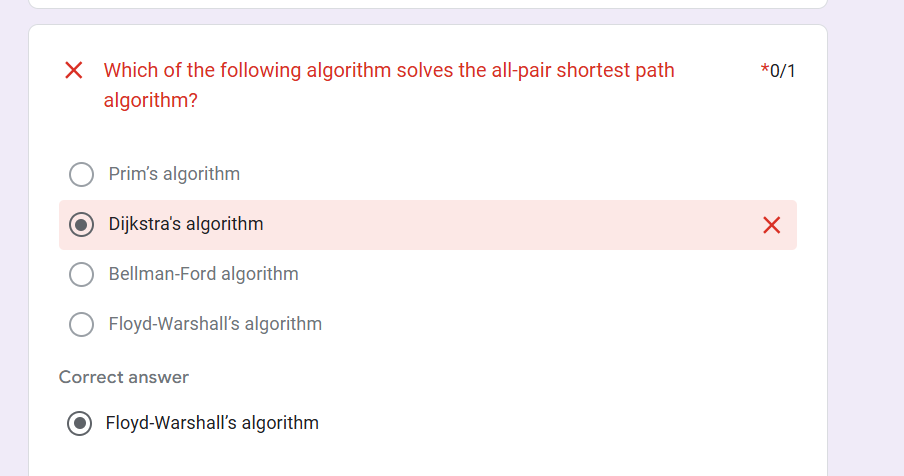 Which of the following algorithm solves the all-pair shortest path *0/1
algorithm?
Prim’s algorithm
Dijkstra's algorithm
Bellman-Ford algorithm
Floyd-Warshall’s algorithm
Correct answer
Floyd-Warshall’s algorithm